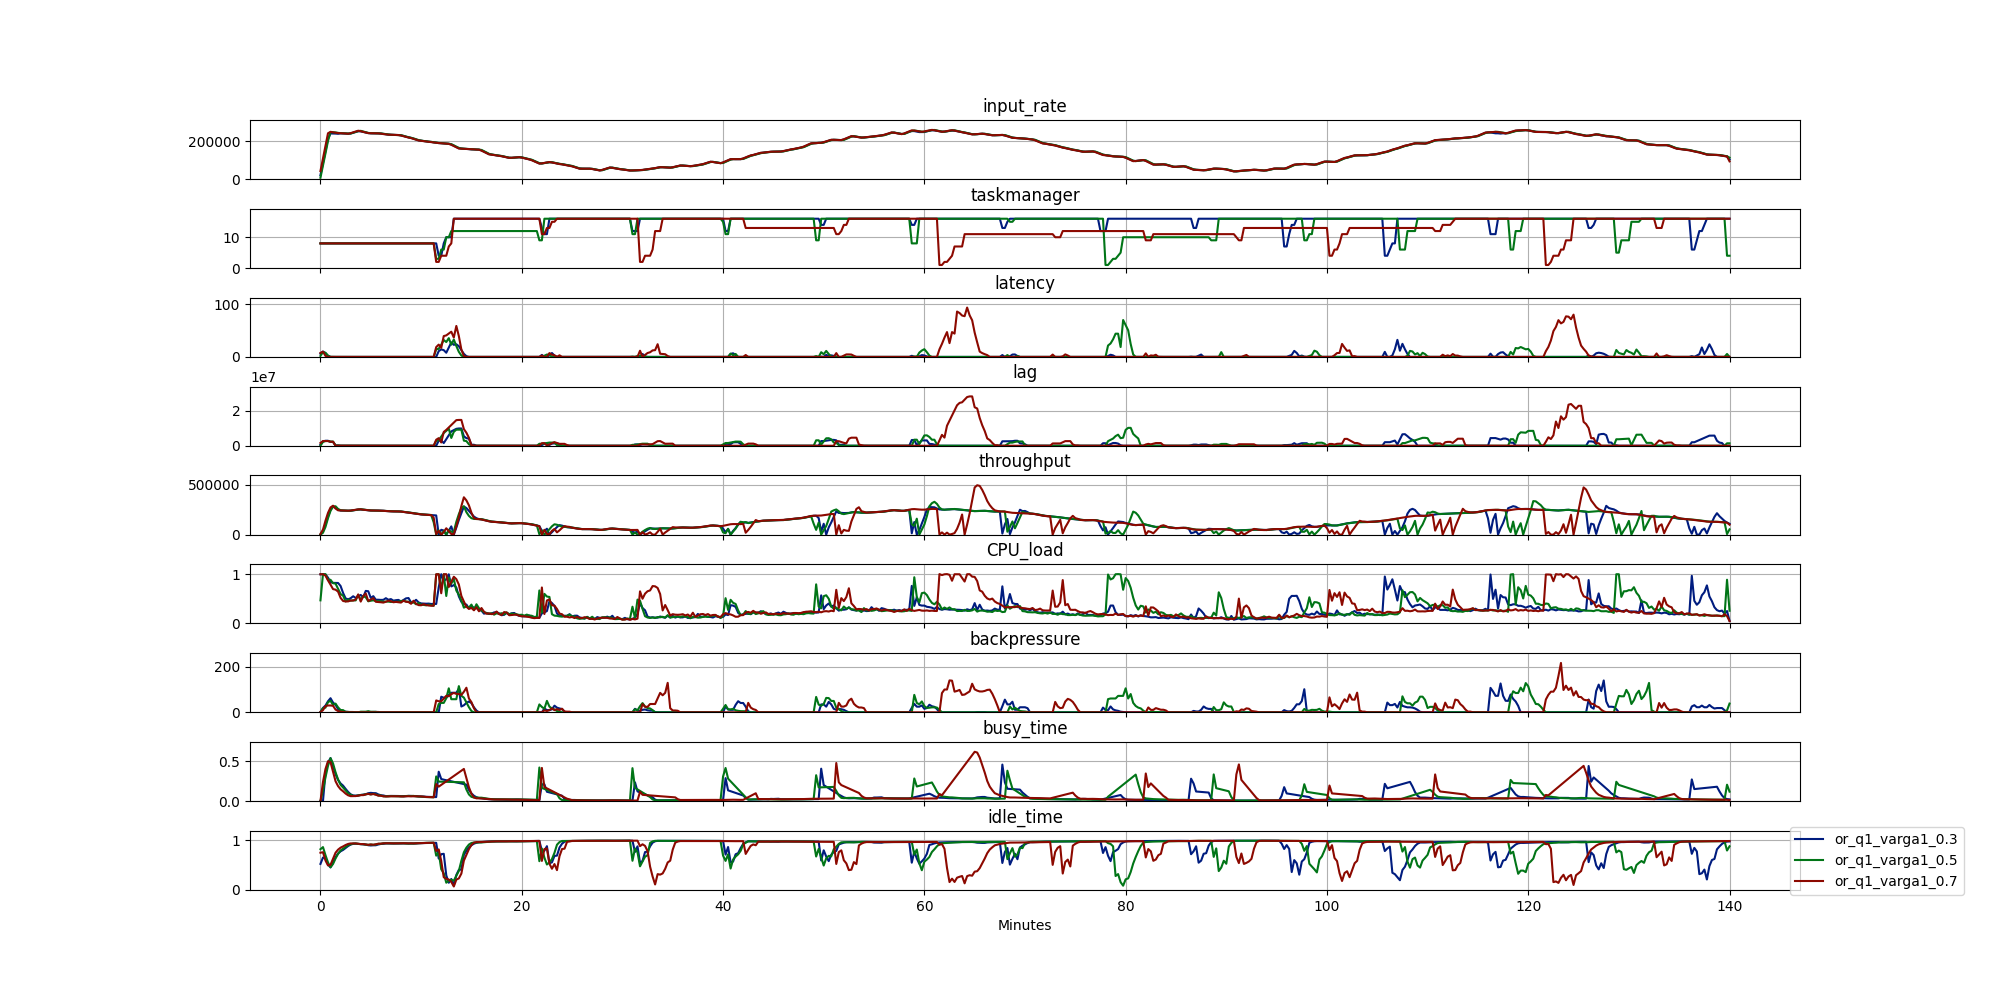 input_rate
200000
0
taskmanager
10
0
latency
100
0
1e7
lag
2
0
throughput
500000
0
CPU_load
1
0
backpressure
200
0
busy_time
0.5
0.0
idle_time
1
0
or_q1_varga1_0.3
or_q1_varga1_0.5
or_q1_varga1_0.7
0 20 40 60 80 100 120 140
Minutes